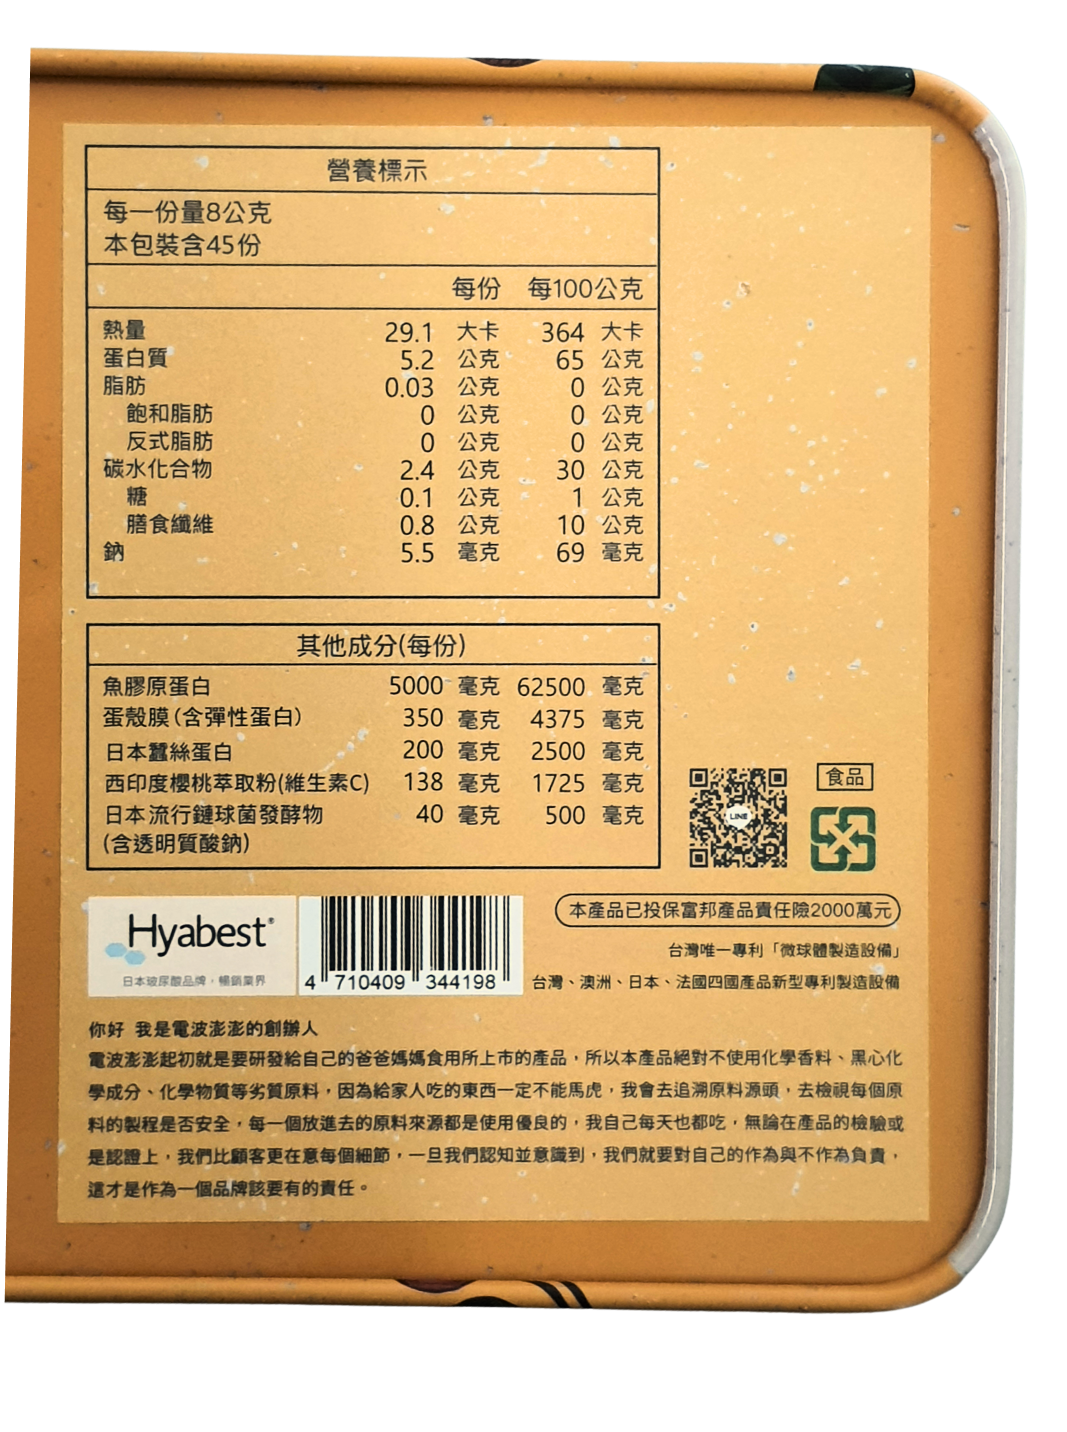 營養標示
每一份量8公克
本包裝含45份
每份 每100公克
熱量 29.1 大卡 364 大卡
蛋白質 5.2 公克 65 公克
脂肪 0.03 公克 0 公克
飽和脂肪 0 公克 0 公克
反式脂肪 0 公克 0 公克
碳水化合物 2.4 公克 30 公克
糖 0.1 公克 1 公克
膳食纖維 0.8 公克 10 公克
鈉 5.5 毫克 69 毫克
其他成分(每份)
魚膠原蛋白 5000 毫克 62500 毫克
蛋殼膜(含彈性蛋白) 350 毫克 4375 毫克
日本蠶絲蛋白 200 毫克 2500 毫克
西印度櫻桃萃取粉(維生素C) 138 毫克 1725 毫克
日本流行鏈球菌發酵物 40 毫克 500 毫克
(含透明質酸鈉)
LINE
食品
Hyabest®
日本玻尿酸品牌，暢銷業界
4 710409 344198
本產品已投保富邦產品責任險2000萬元
台灣唯一專利「微球體製造設備」
台灣、澳洲、日本、法國四國產品新型專利製造設備
你好 我是電波澎澎的創辦人
電波澎澎起初就是要研發給自己的爸爸媽媽食用所上市的產品，所以本產品絕對不使用化學香料、黑心化
學成分、化學物質等劣質原料，因為給家人吃的東西一定不能馬虎，我會去追溯原料源頭，去檢視每個原
料的製程是否安全，每一個放進去的原料來源都是使用優良的，我自己每天也都吃，無論在產品的檢驗或
是認證上，我們比顧客更在意每個細節，一旦我們認知並意識到，我們就要對自己的作為與不作為負責，
這才是作為一個品牌該要有的責任。